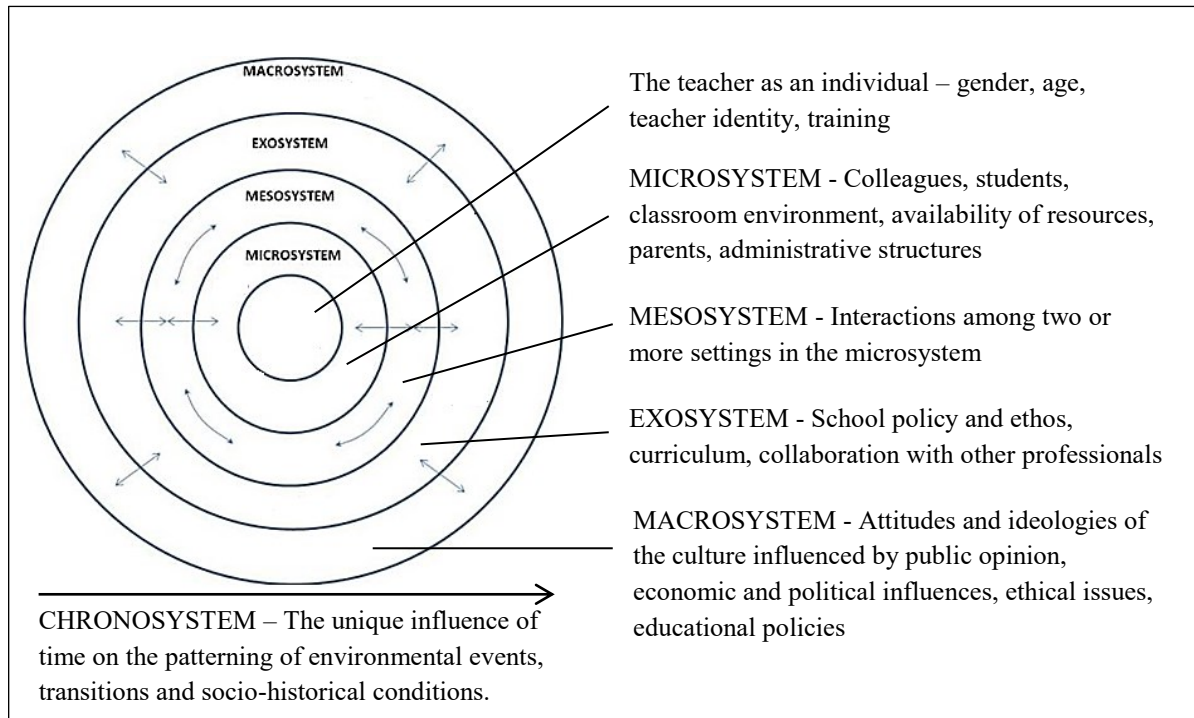 MACROSYSTEM
EXOSYSTEM
MESOSYSTEM
MICROSYSTEM
The teacher as an individual – gender, age,
teacher identity, training
MICROSYSTEM - Colleagues, students,
classroom environment, availability of resources,
parents, administrative structures
MESOSYSTEM - Interactions among two or
more settings in the microsystem
EXOSYSTEM - School policy and ethos,
curriculum, collaboration with other professionals
MACROSYSTEM - Attitudes and ideologies of
the culture influenced by public opinion,
economic and political influences, ethical issues,
educational policies
CHRONOSYSTEM – The unique influence of
time on the patterning of environmental events,
transitions and socio-historical conditions.